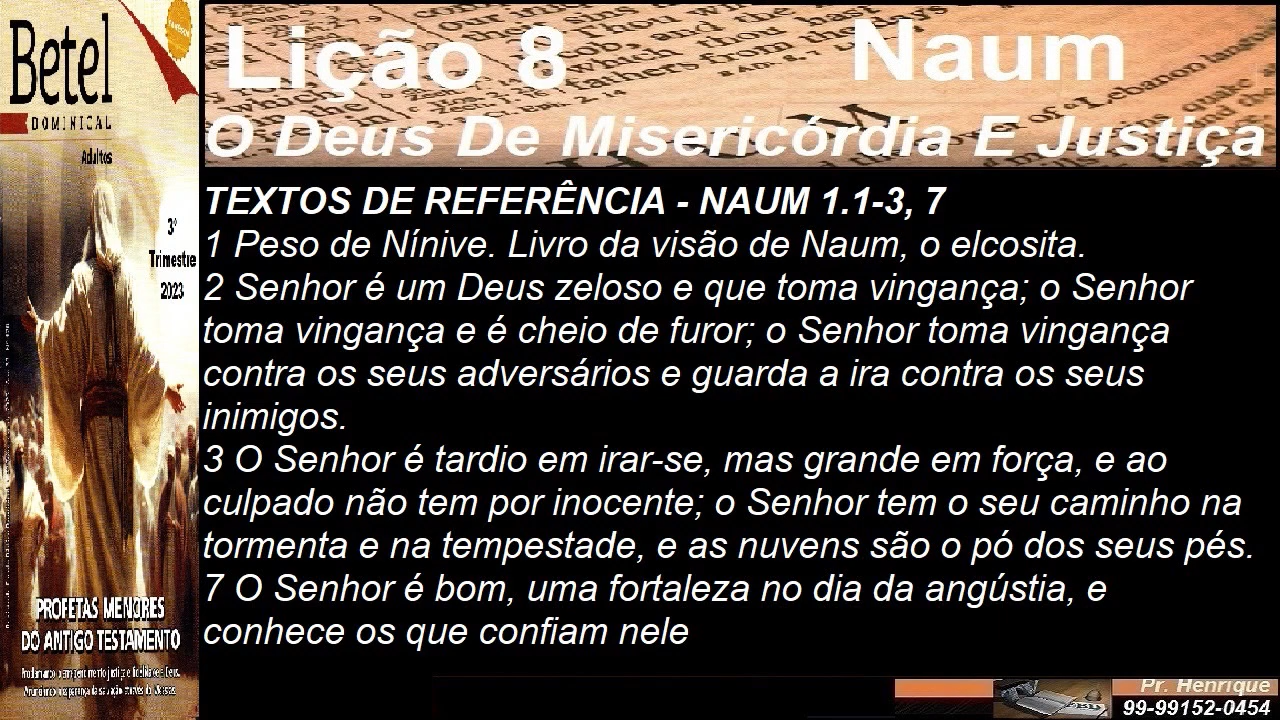 Betel
DOMINICAL
Adultos
3º
Trimestre
2023
PROFETAS MENORES
DO ANTIGO TESTAMENTO
Lição 8 Naum
O Deus De Misericórdia E Justiça
TEXTOS DE REFERÊNCIA - NAUM 1.1-3, 7
1 Peso de Nínive. Livro da visão de Naum, o elcosita.
2 Senhor é um Deus zeloso e que toma vingança; o Senhor
toma vingança e é cheio de furor; o Senhor toma vingança
contra os seus adversários e guarda a ira contra os seus
inimigos.
3 O Senhor é tardio em irar-se, mas grande em força, e ao
culpado não tem por inocente; o Senhor tem o seu caminho na
tormenta e na tempestade, e as nuvens são o pó dos seus pés.
7 O Senhor é bom, uma fortaleza no dia da angústia, e
conhece os que confiam nele
Pr. Henrique
99-99152-0454